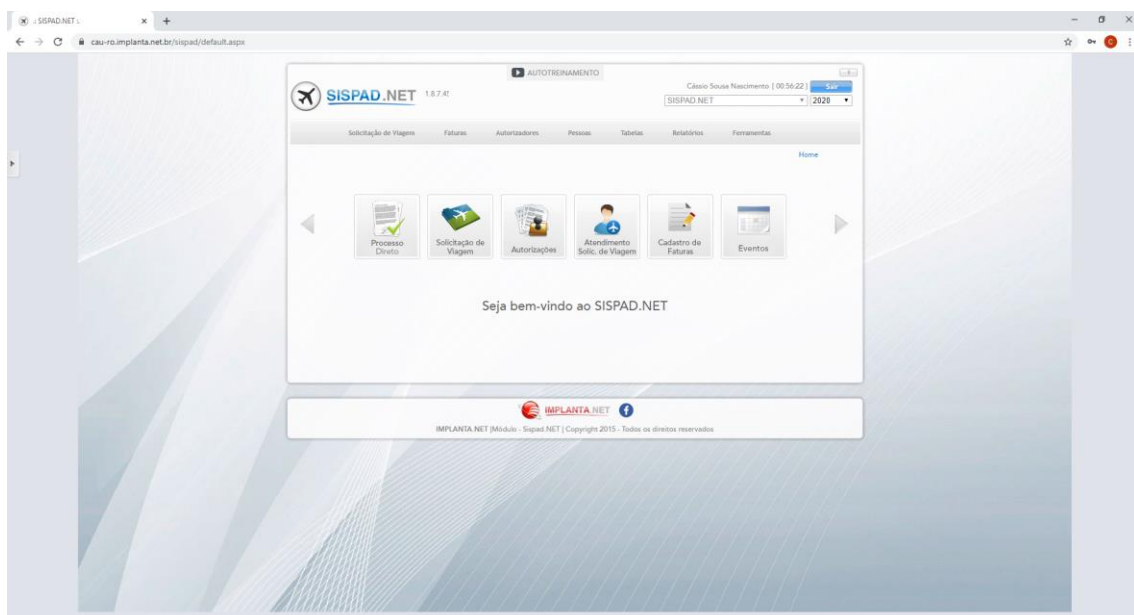 .: SISPAD.NET :.
cau-ro.implanta.net.br/sispad/default.aspx
AUTOTREINAMENTO
SISPAD.NET
Cássio Sousa Nascimento [ 00:56:22 ] Sair
SISPAD.NET 2020
Solicitação de Viagem Faturas Autorizadores Pessoas Tabelas Relatórios Ferramentas
Home
Processo Direto
Solicitação de Viagem
Autorizações
Atendimento Solic. de Viagem
Cadastro de Faturas
Eventos
Seja bem-vindo ao SISPAD.NET
IMPLANTA.NET
IMPLANTA.NET |Módulo - Sispad.NET | Copyright 2015 - Todos os direitos reservados